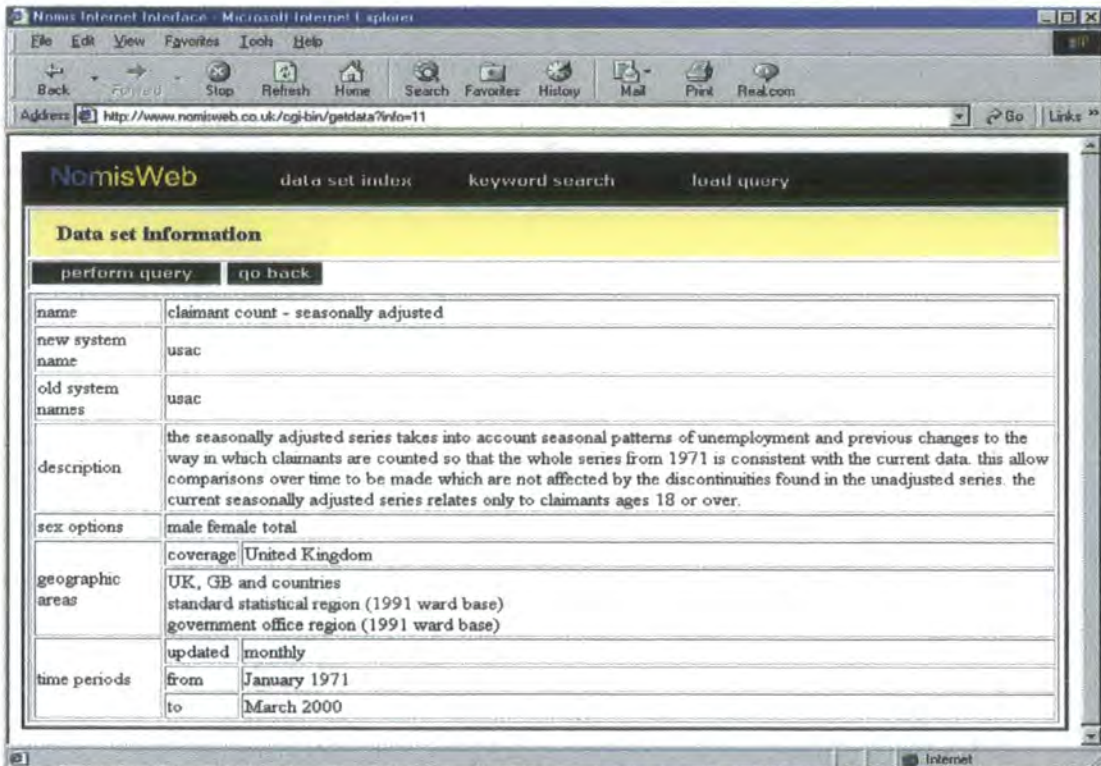 Nomis Internet Interface - Microsoft Internet Explorer
File Edit View Favorites Tools Help
Back Forward Stop Refresh Home Search Favorites History Mail Print Real.com
Address http://www.nomisweb.co.uk/cgi-bin/getdata?info=11 Go Links »
NomisWeb data set index keyword search load query
Data set Information
perform query go back
name claimant count - seasonally adjusted
new system
name
usac
old system
names
usac
description
the seasonally adjusted series takes into account seasonal patterns of unemployment and previous changes to the
way in which claimants are counted so that the whole series from 1971 is consistent with the current data. this allow
comparisons over time to be made which are not affected by the discontinuities found in the unadjusted series. the
current seasonally adjusted series relates only to claimants ages 18 or over.
sex options male female total
geographic
areas
coverage United Kingdom
UK, GB and countries
standard statistical region (1991 ward base)
government office region (1991 ward base)
time periods
updated monthly
from January 1971
to March 2000
Internet